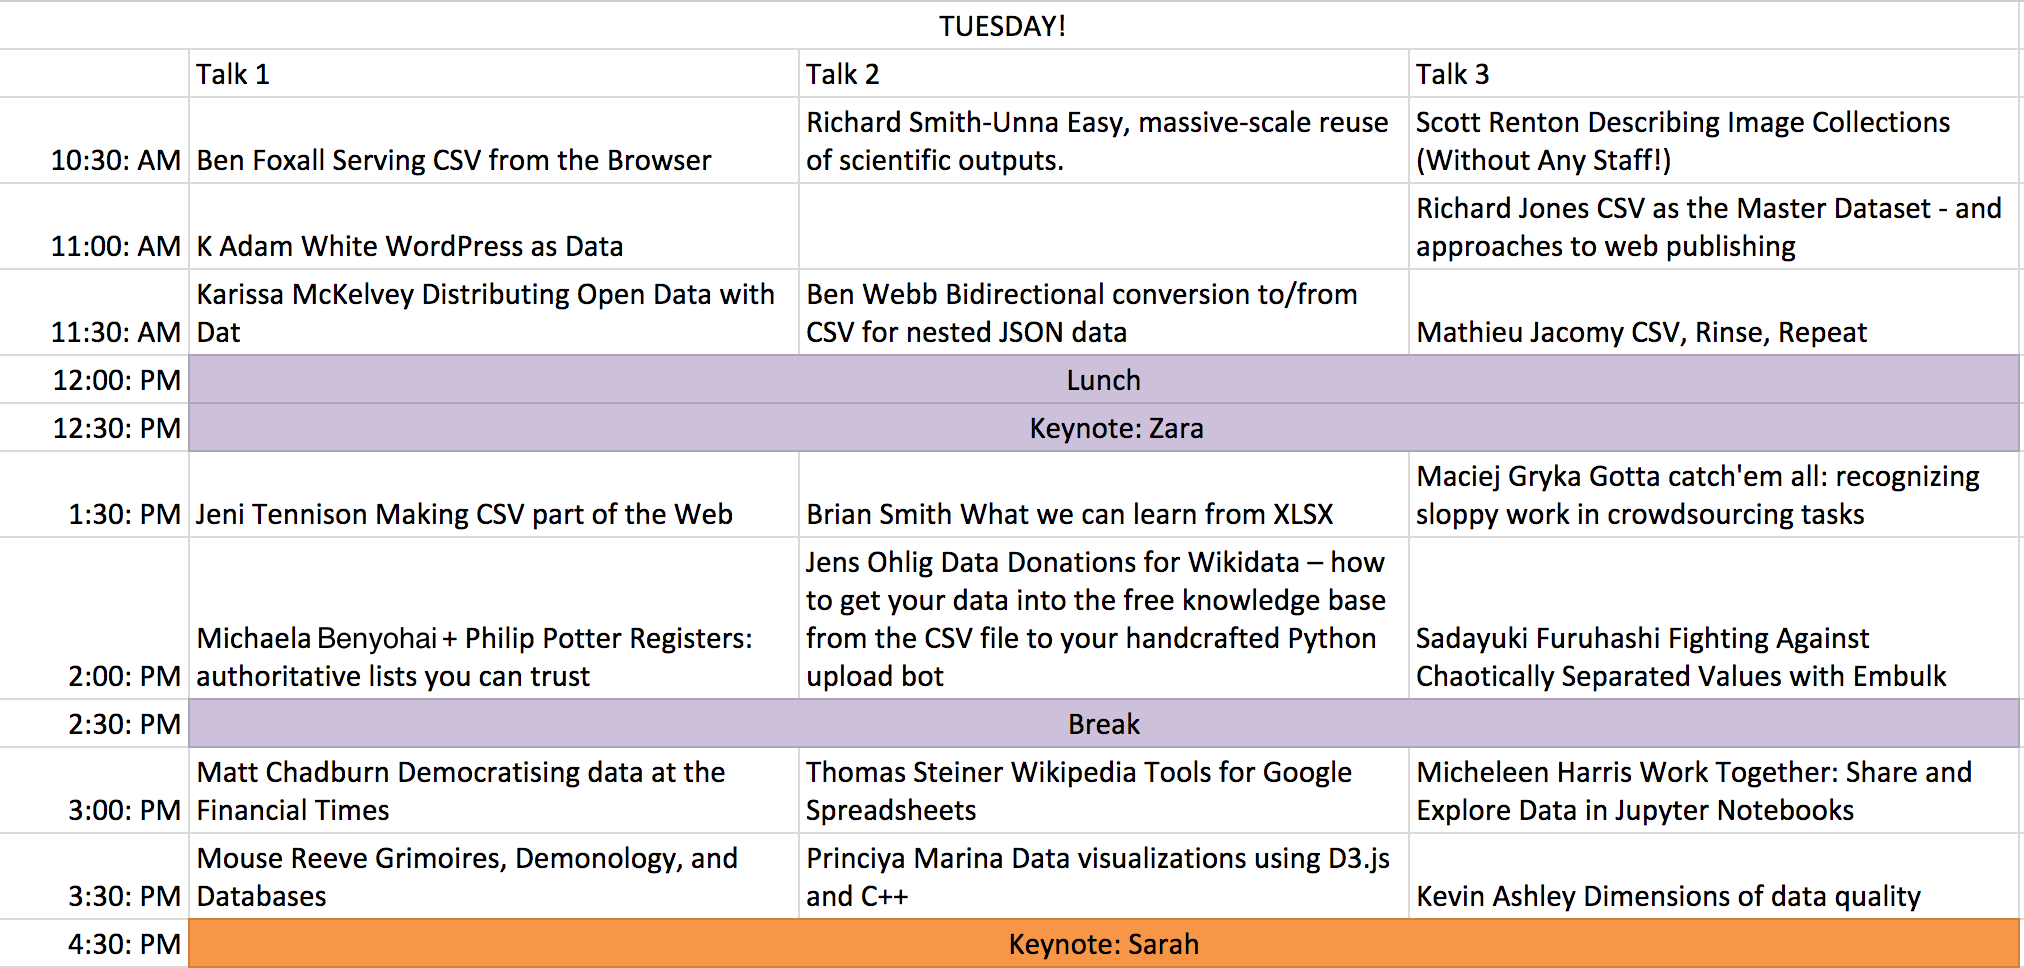 TUESDAY!
Talk 1 Talk 2 Talk 3
10:30: AM Ben Foxall Serving CSV from the Browser
Richard Smith-Unna Easy, massive-scale reuse
of scientific outputs.
Scott Renton Describing Image Collections
(Without Any Staff!)
11:00: AM K Adam White WordPress as Data
Richard Jones CSV as the Master Dataset - and
approaches to web publishing
11:30: AM
Karissa McKelvey Distributing Open Data with
Dat
Ben Webb Bidirectional conversion to/from
CSV for nested JSON data
Mathieu Jacomy CSV, Rinse, Repeat
12:00: PM Lunch
12:30: PM Keynote: Zara
1:30: PM Jeni Tennison Making CSV part of the Web
Brian Smith What we can learn from XLSX
Maciej Gryka Gotta catch'em all: recognizing
sloppy work in crowdsourcing tasks
2:00: PM
Michaela Benyohai + Philip Potter Registers:
authoritative lists you can trust
Jens Ohlig Data Donations for Wikidata – how
to get your data into the free knowledge base
from the CSV file to your handcrafted Python
upload bot
Sadayuki Furuhashi Fighting Against
Chaotically Separated Values with Embulk
2:30: PM Break
3:00: PM
Matt Chadburn Democratising data at the
Financial Times
Thomas Steiner Wikipedia Tools for Google
Spreadsheets
Micheleen Harris Work Together: Share and
Explore Data in Jupyter Notebooks
3:30: PM
Mouse Reeve Grimoires, Demonology, and
Databases
Princiya Marina Data visualizations using D3.js
and C++
Kevin Ashley Dimensions of data quality
4:30: PM Keynote: Sarah